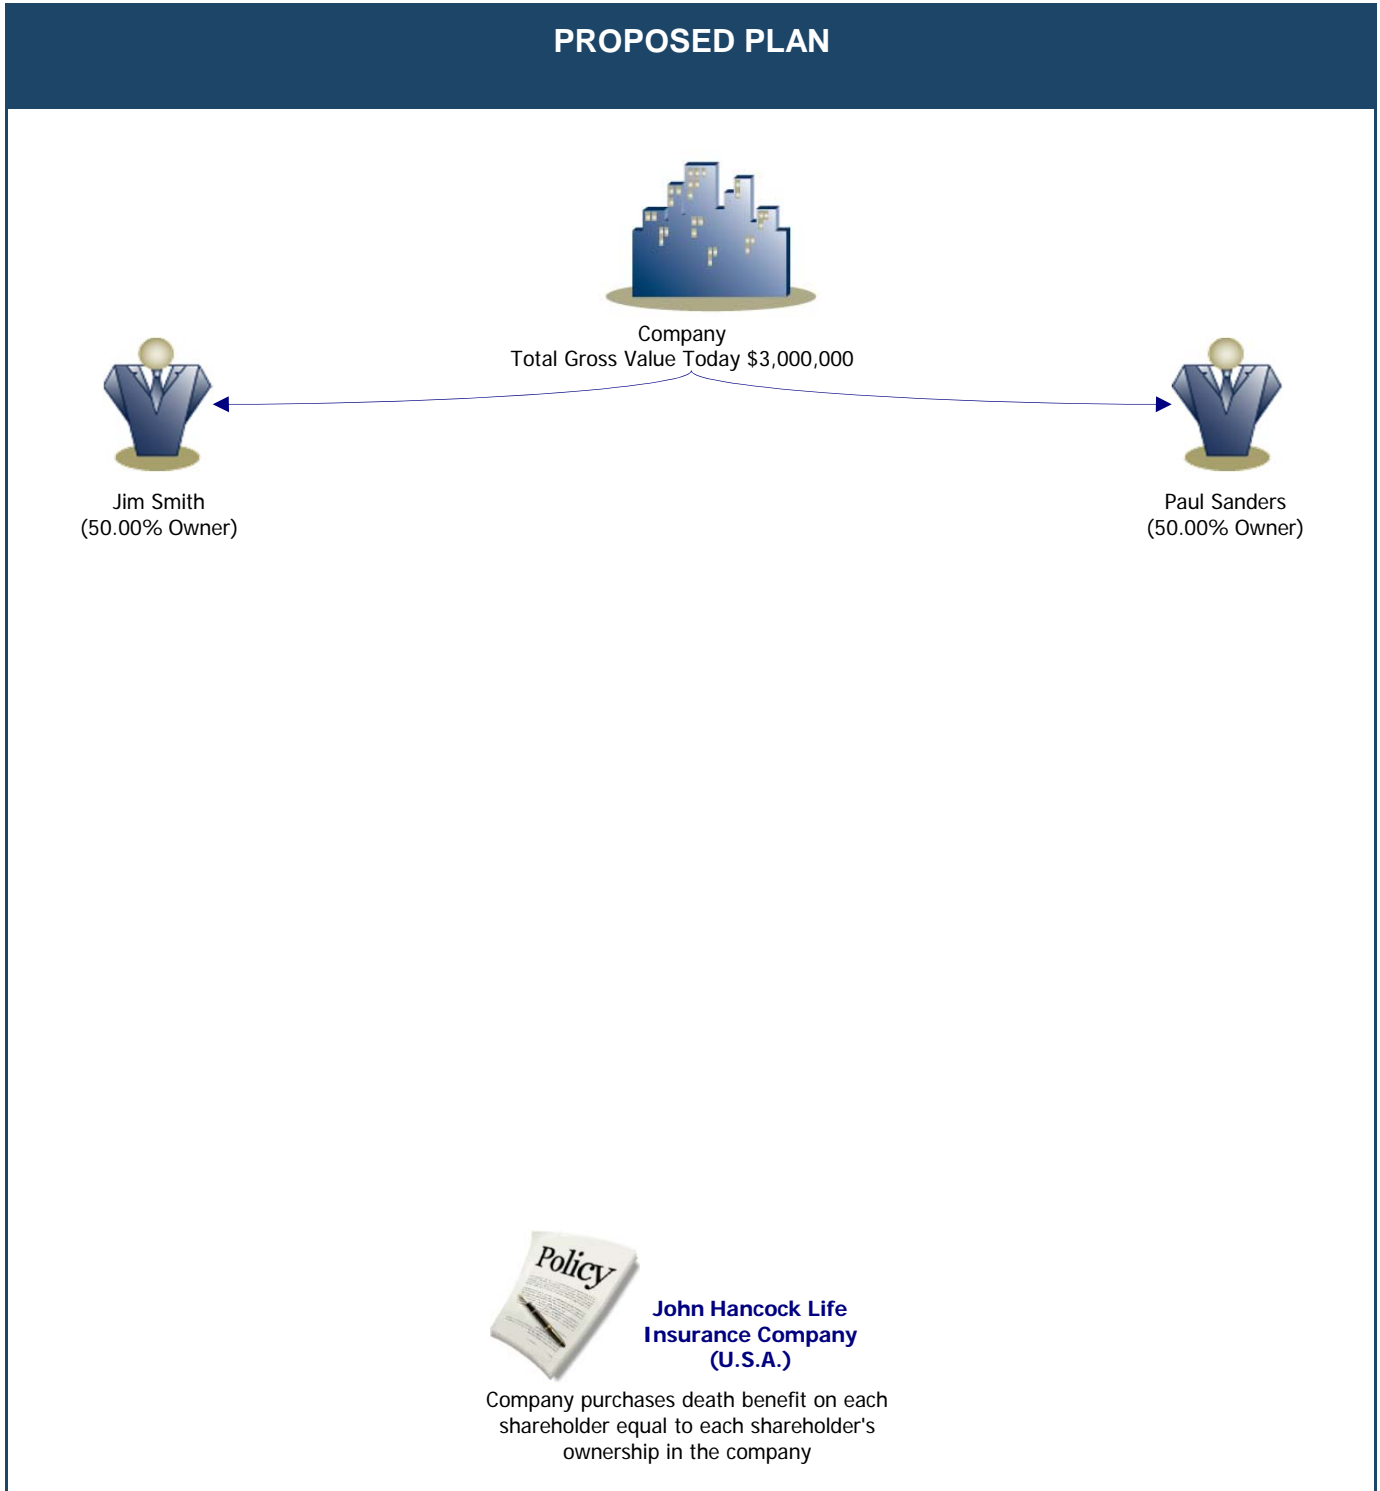 PROPOSED PLAN
Company
Total Gross Value Today $3,000,000
Jim Smith
(50.00% Owner)
Paul Sanders
(50.00% Owner)
Policy
John Hancock Life
Insurance Company
(U.S.A.)
Company purchases death benefit on each
shareholder equal to each shareholder's
ownership in the company